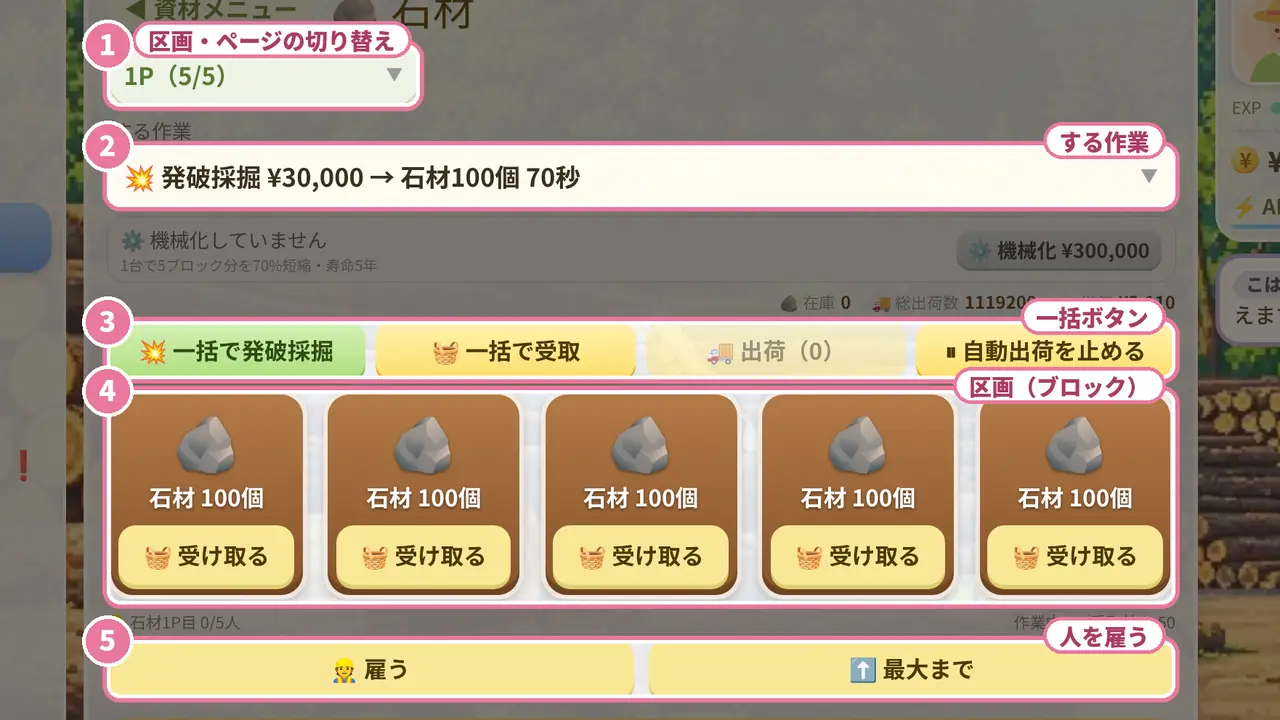 ◀資材メニュー
石材
1 区画・ページの切り替え
1P（5/5） ▼
する作業
2 する作業
発破採掘 ¥30,000 → 石材100個 70秒 ▼
機械化していません
機械化 ¥300,000
1台で5ブロック分を70%短縮・寿命5年
在庫 0 総出荷数
3 一括ボタン
一括で発破採掘 一括で受取 出荷（0） 自動出荷を止める
4 区画（ブロック）
石材 100個 石材 100個 石材 100個 石材 100個 石材 100個
受け取る 受け取る 受け取る 受け取る 受け取る
石材1P目 0/5人
5 人を雇う
雇う 最大まで
EXP
¥